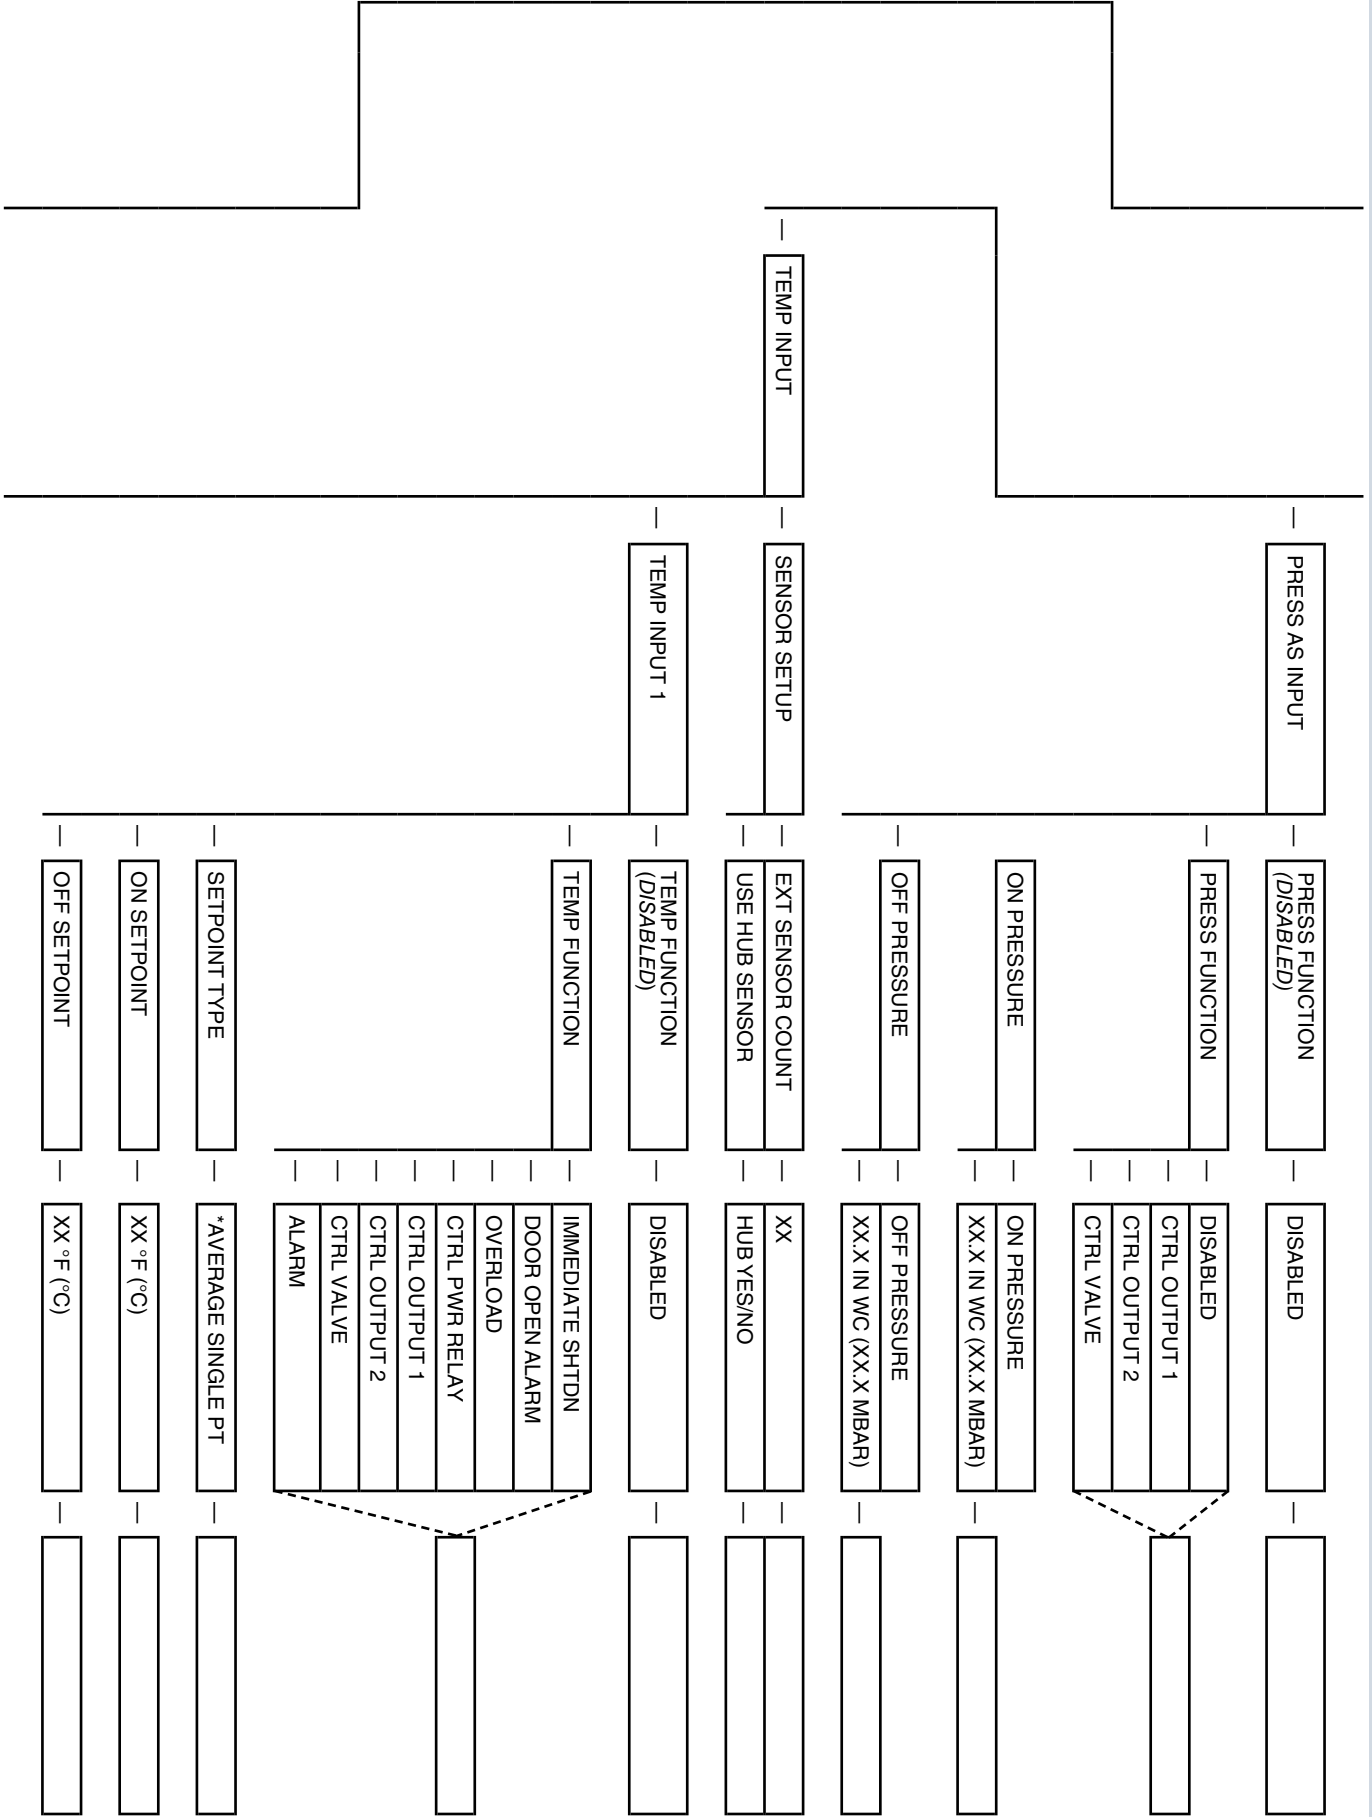 PRESS AS INPUT
PRESS FUNCTION
(DISABLED)
DISABLED
PRESS FUNCTION
DISABLED
CTRL OUTPUT 1
CTRL OUTPUT 2
CTRL VALVE
ON PRESSURE
ON PRESSURE
XX.X IN WC (XX.X MBAR)
OFF PRESSURE
OFF PRESSURE
XX.X IN WC (XX.X MBAR)
TEMP INPUT
SENSOR SETUP
EXT SENSOR COUNT
XX
USE HUB SENSOR
HUB YES/NO
TEMP INPUT 1
TEMP FUNCTION
(DISABLED)
DISABLED
TEMP FUNCTION
IMMEDIATE SHTDN
DOOR OPEN ALARM
OVERLOAD
CTRL PWR RELAY
CTRL OUTPUT 1
CTRL OUTPUT 2
CTRL VALVE
ALARM
SETPOINT TYPE
*AVERAGE SINGLE PT
ON SETPOINT
XX °F (°C)
OFF SETPOINT
XX °F (°C)